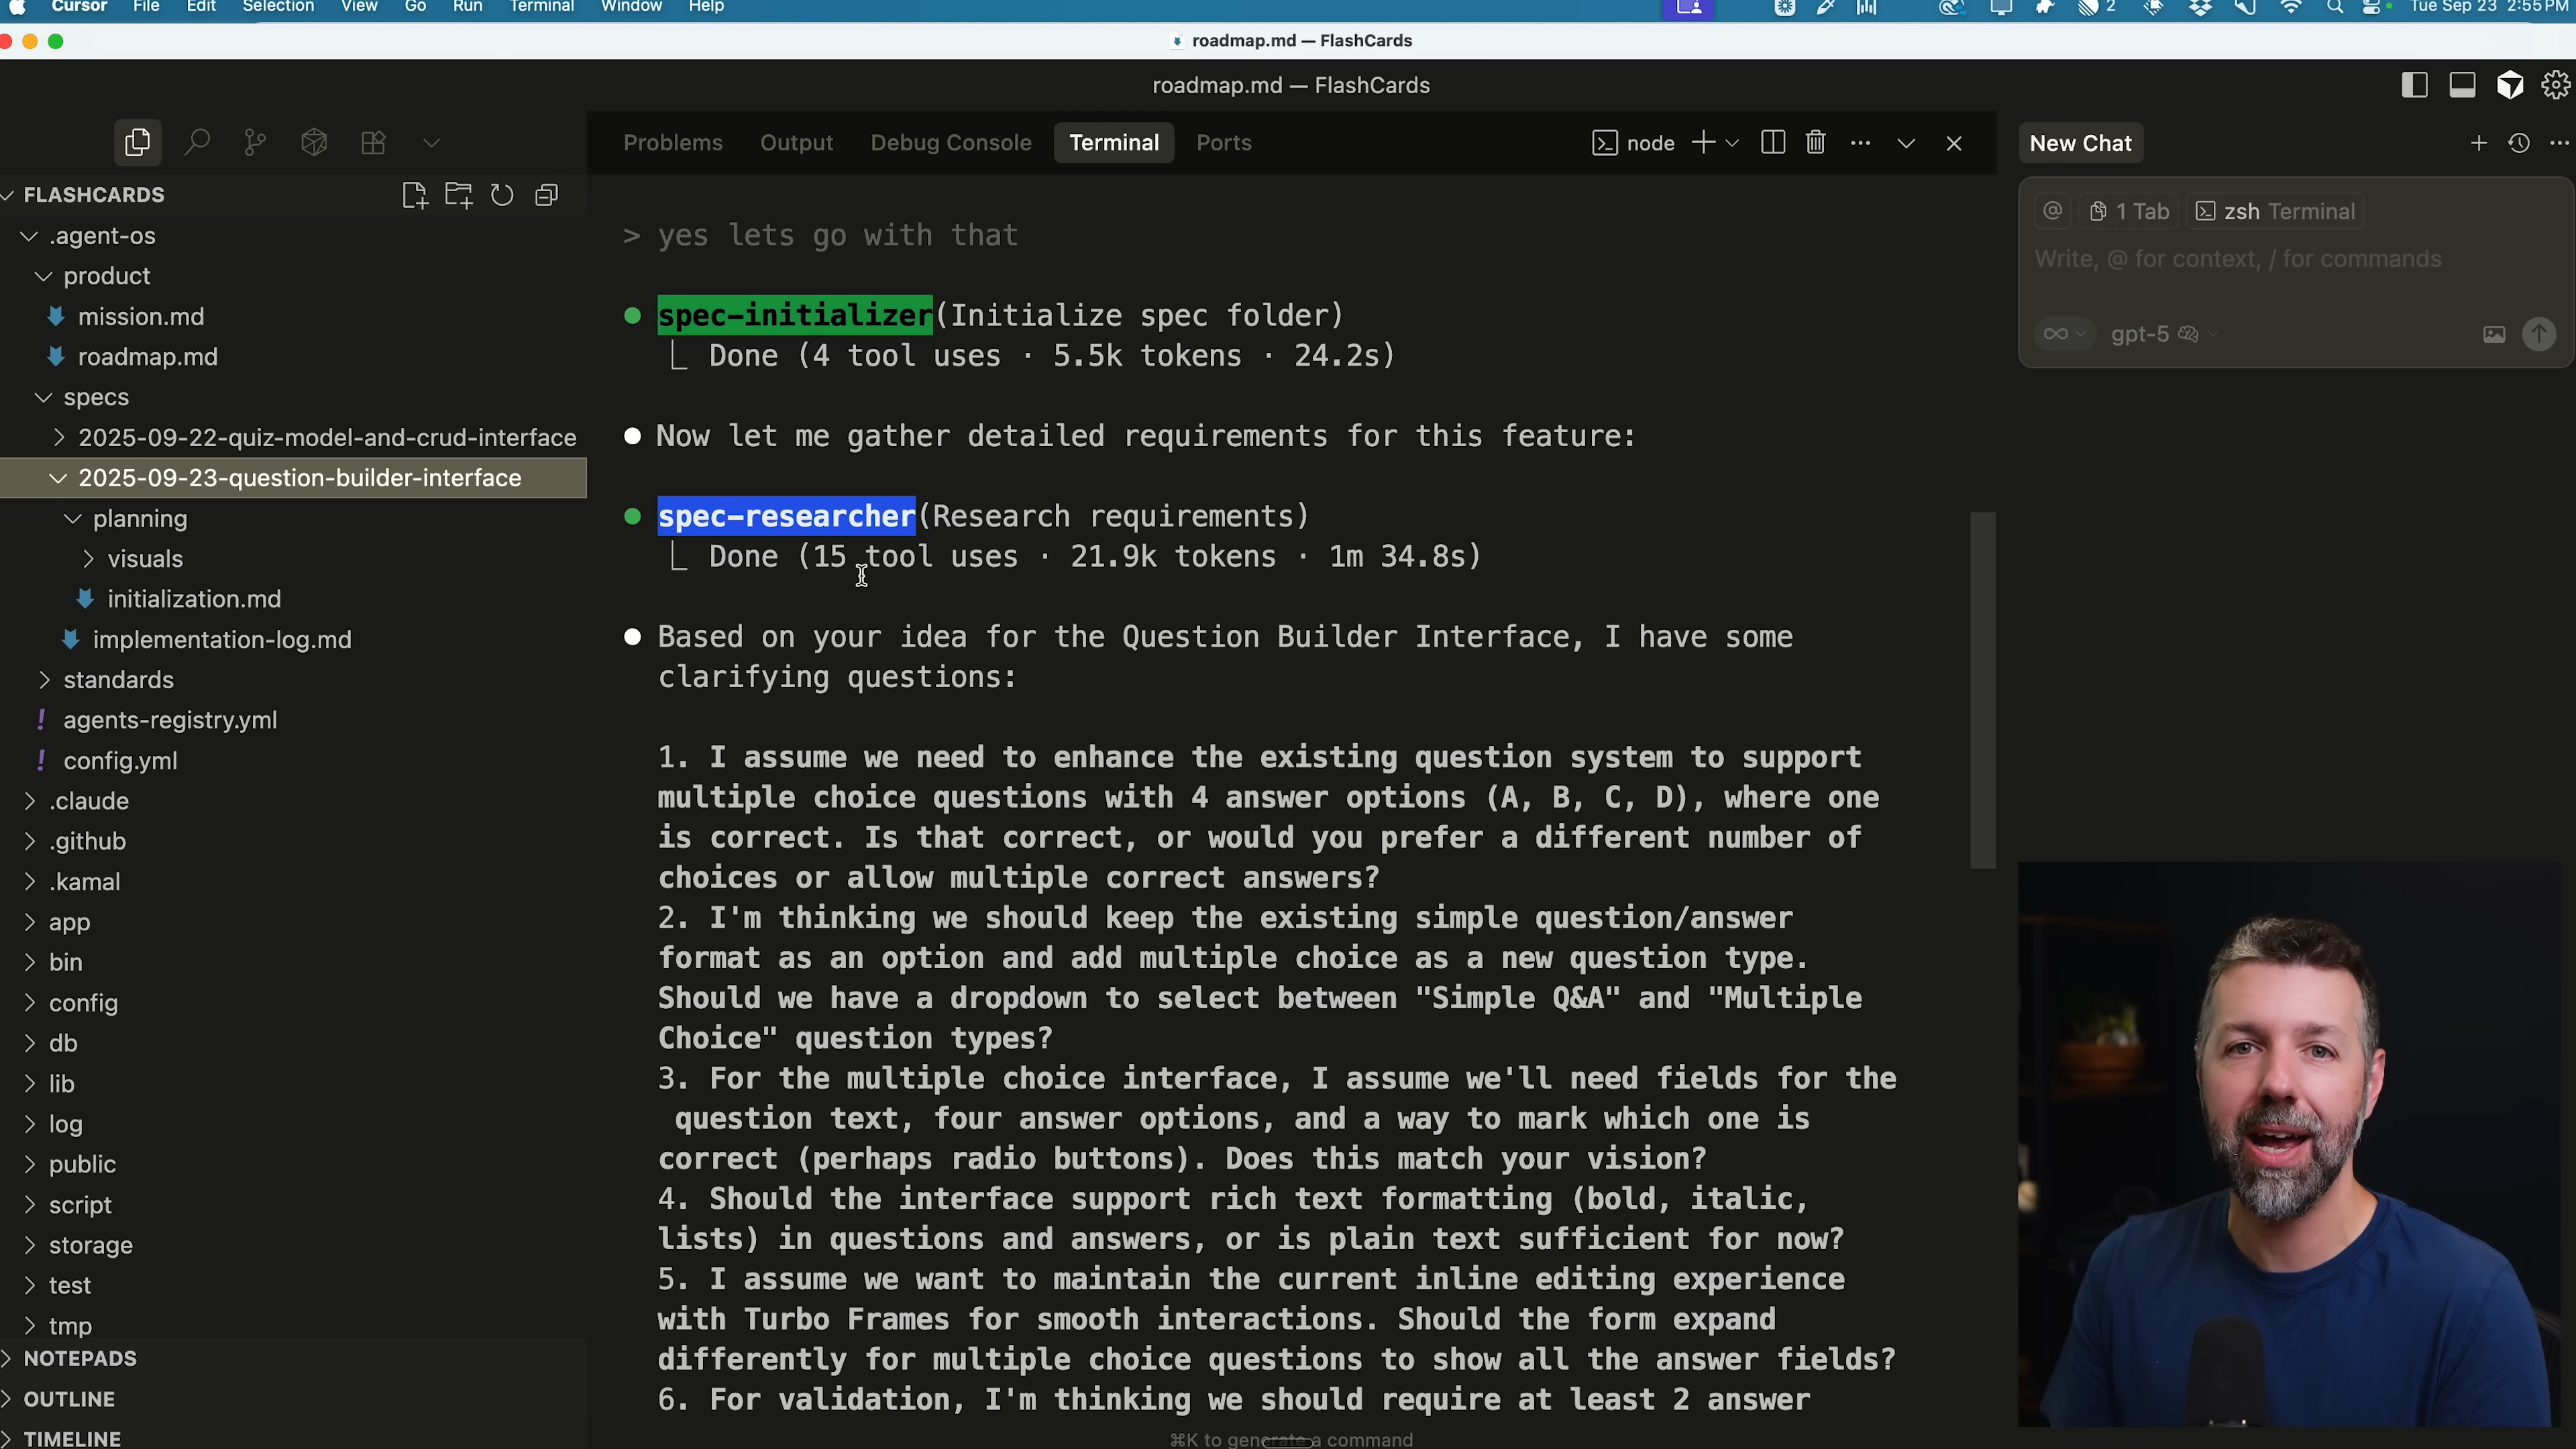 Cursor File Edit Selection View Go Run Terminal Window Help
2 Tue Sep 23 2:55 PM
roadmap.md — FlashCards
roadmap.md — FlashCards
FLASHCARDS
.agent-os
product
mission.md
roadmap.md
specs
2025-09-22-quiz-model-and-crud-interface
2025-09-23-question-builder-interface
planning
visuals
initialization.md
implementation-log.md
standards
! agents-registry.yml
! config.yml
.claude
.github
.kamal
app
bin
config
db
lib
log
public
script
storage
test
tmp
NOTEPADS
OUTLINE
TIMELINE
Problems Output Debug Console Terminal Ports
node
> yes lets go with that
spec-initializer(Initialize spec folder)
Done (4 tool uses · 5.5k tokens · 24.2s)
Now let me gather detailed requirements for this feature:
spec-researcher(Research requirements)
Done (15 tool uses · 21.9k tokens · 1m 34.8s)
Based on your idea for the Question Builder Interface, I have some
clarifying questions:
1. I assume we need to enhance the existing question system to support
multiple choice questions with 4 answer options (A, B, C, D), where one
is correct. Is that correct, or would you prefer a different number of
choices or allow multiple correct answers?
2. I'm thinking we should keep the existing simple question/answer
format as an option and add multiple choice as a new question type.
Should we have a dropdown to select between "Simple Q&A" and "Multiple
Choice" question types?
3. For the multiple choice interface, I assume we'll need fields for the
question text, four answer options, and a way to mark which one is
correct (perhaps radio buttons). Does this match your vision?
4. Should the interface support rich text formatting (bold, italic,
lists) in questions and answers, or is plain text sufficient for now?
5. I assume we want to maintain the current inline editing experience
with Turbo Frames for smooth interactions. Should the form expand
differently for multiple choice questions to show all the answer fields?
6. For validation, I'm thinking we should require at least 2 answer
⌘K to generate a command
New Chat
@ 1 Tab zsh Terminal
Write, @ for context, / for commands
∞ gpt-5